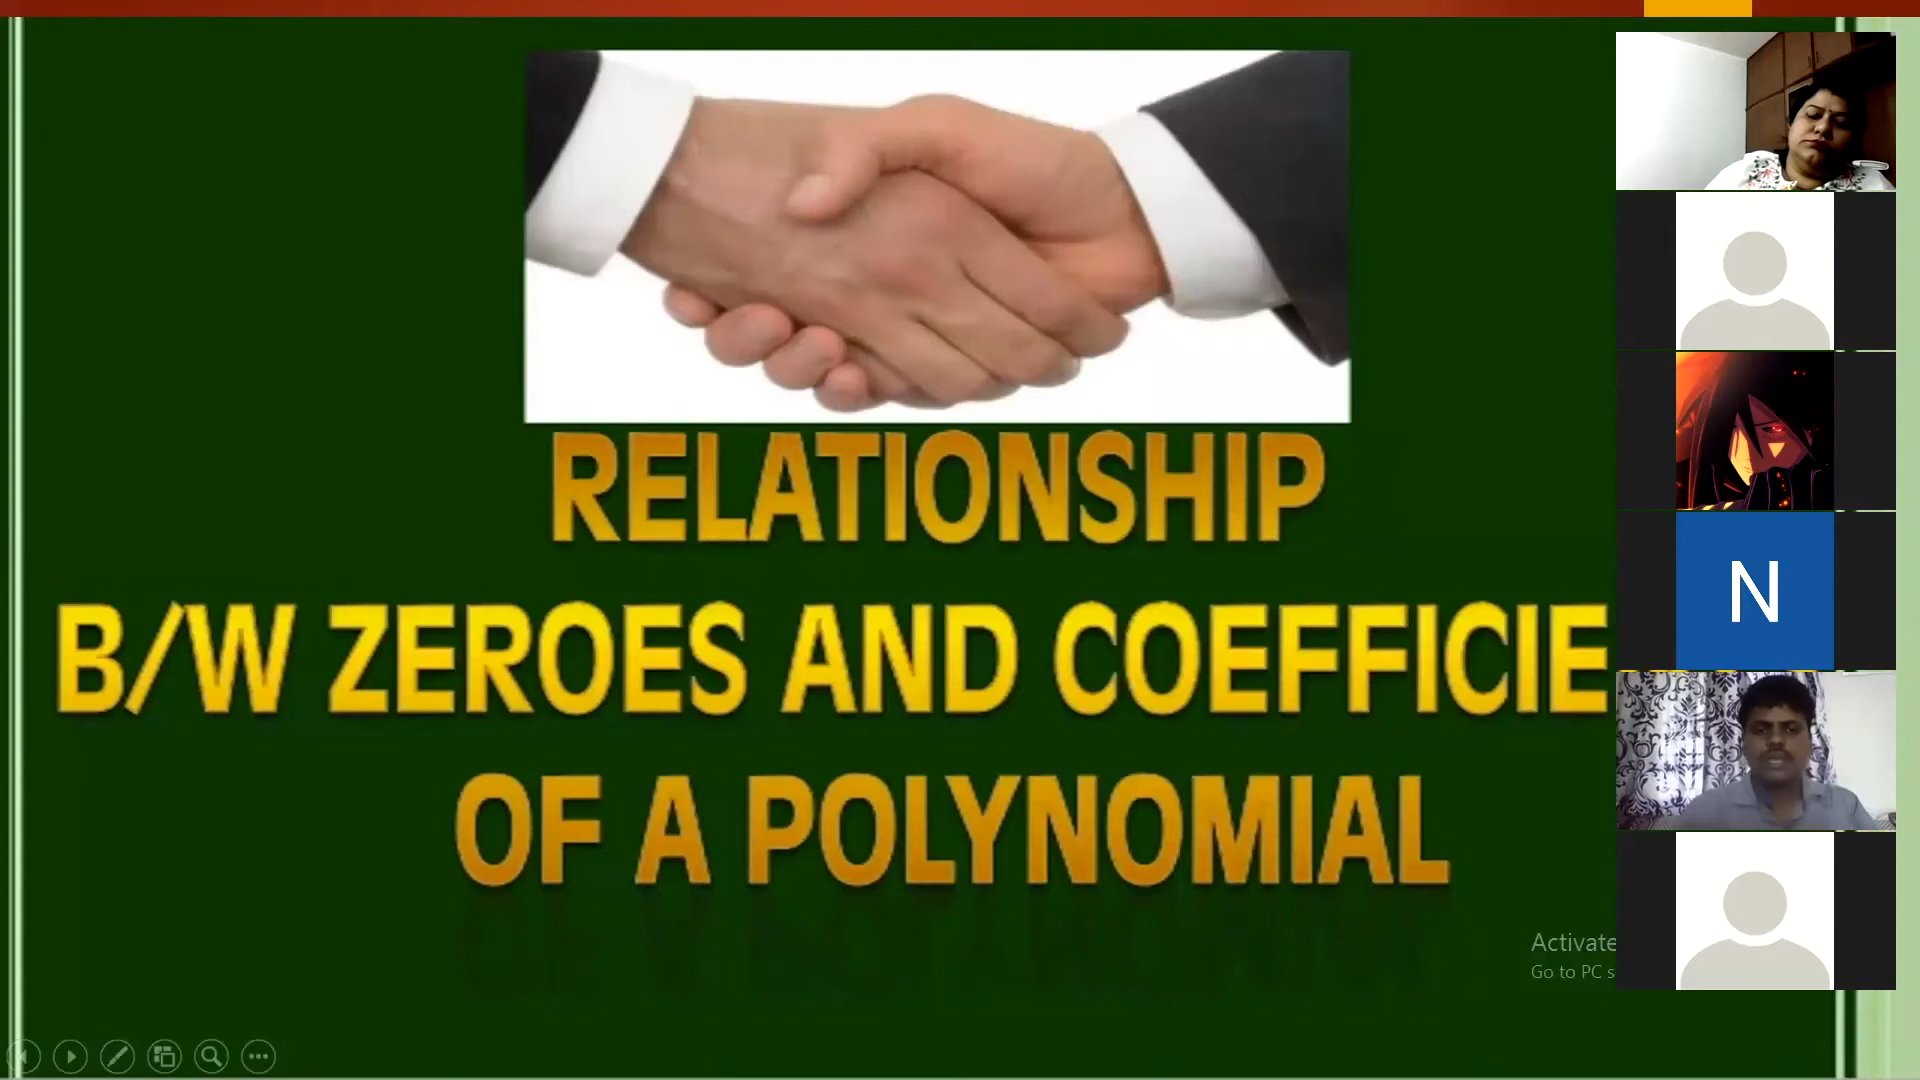 RELATIONSHIP
B/W ZEROES AND COEFFICIE
OF A POLYNOMIAL
N
Activate
Go to PC s